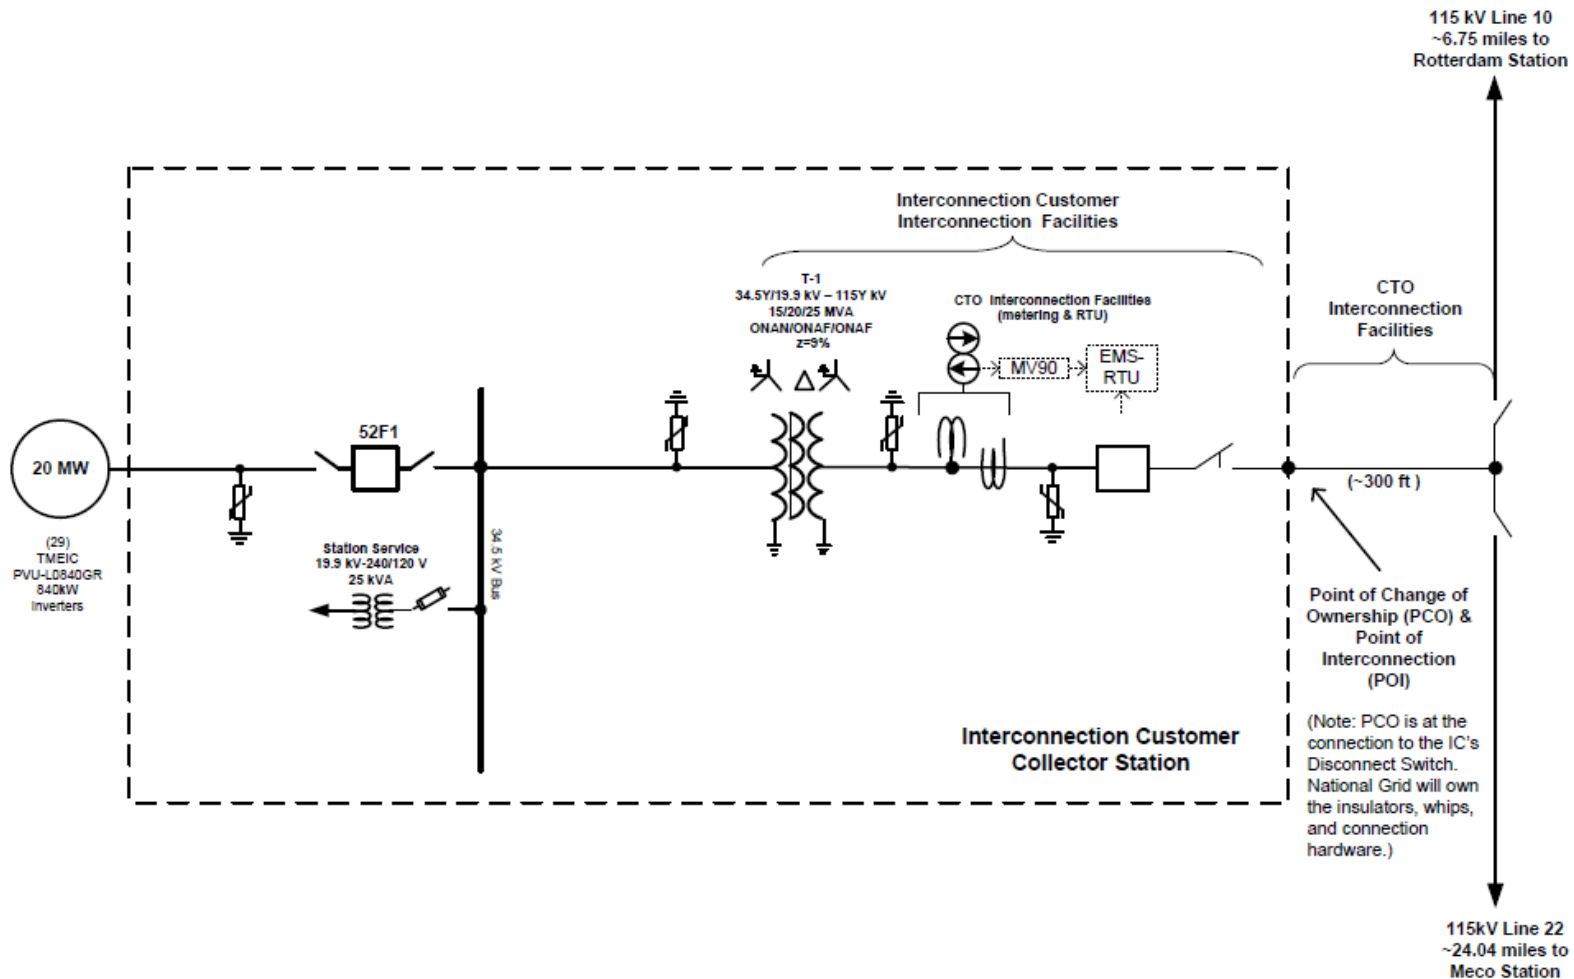 115 kV Line 10
~6.75 miles to
Rotterdam Station
Interconnection Customer
Interconnection Facilities
T-1
34.5Y/19.9 kV – 115Y kV
15/20/25 MVA
ONAN/ONAF/ONAF
z=9%
CTO Interconnection Facilities
(metering & RTU)
MV90
EMS-
RTU
CTO
Interconnection
Facilities
52F1
20 MW
(29)
TMEIC
PVU-L0840GR
840kW
Inverters
Station Service
19.9 kV-240/120 V
25 kVA
34.5 kV Bus
(~300 ft )
Point of Change of
Ownership (PCO) &
Point of
Interconnection
(POI)
(Note: PCO is at the
connection to the IC's
Disconnect Switch.
National Grid will own
the insulators, whips,
and connection
hardware.)
Interconnection Customer
Collector Station
115kV Line 22
~24.04 miles to
Meco Station